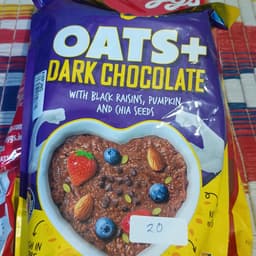 OATS+
DARK CHOCOLATE
WITH BLACK RAISINS, PUMPKIN
AND CHIA SEEDS
20